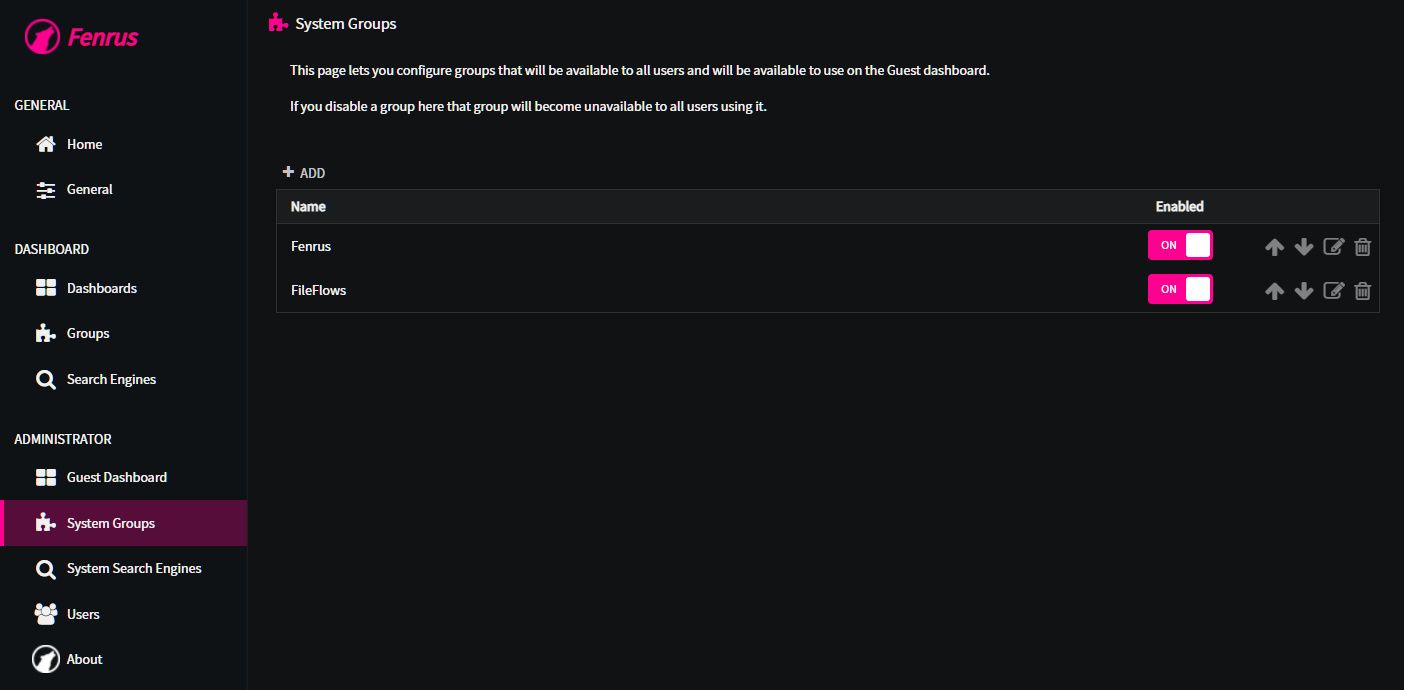 Fenrus
GENERAL
Home
General
DASHBOARD
Dashboards
Groups
Search Engines
ADMINISTRATOR
Guest Dashboard
System Groups
System Search Engines
Users
About
System Groups
This page lets you configure groups that will be available to all users and will be available to use on the Guest dashboard.
If you disable a group here that group will become unavailable to all users using it.
ADD
Name Enabled
Fenrus ON
FileFlows ON